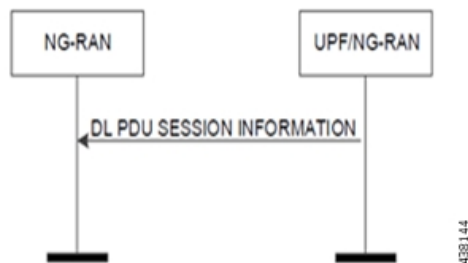 NG-RAN
UPF/NG-RAN
DL PDU SESSION INFORMATION
438144